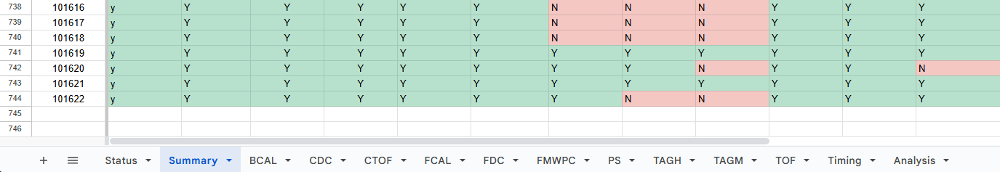 738 101616 y Y Y Y Y Y N N N Y Y Y
739 101617 y Y Y Y Y Y N N N Y Y Y
740 101618 y Y Y Y Y Y N N N Y Y Y
741 101619 y Y Y Y Y Y Y Y Y Y Y Y
742 101620 y Y Y Y Y Y Y Y N Y Y N
743 101621 y Y Y Y Y Y Y Y Y Y Y Y
744 101622 y Y Y Y Y Y Y N N Y Y Y
745
746
+ Status Summary BCAL CDC CTOF FCAL FDC FMWPC PS TAGH TAGM TOF Timing Analysis